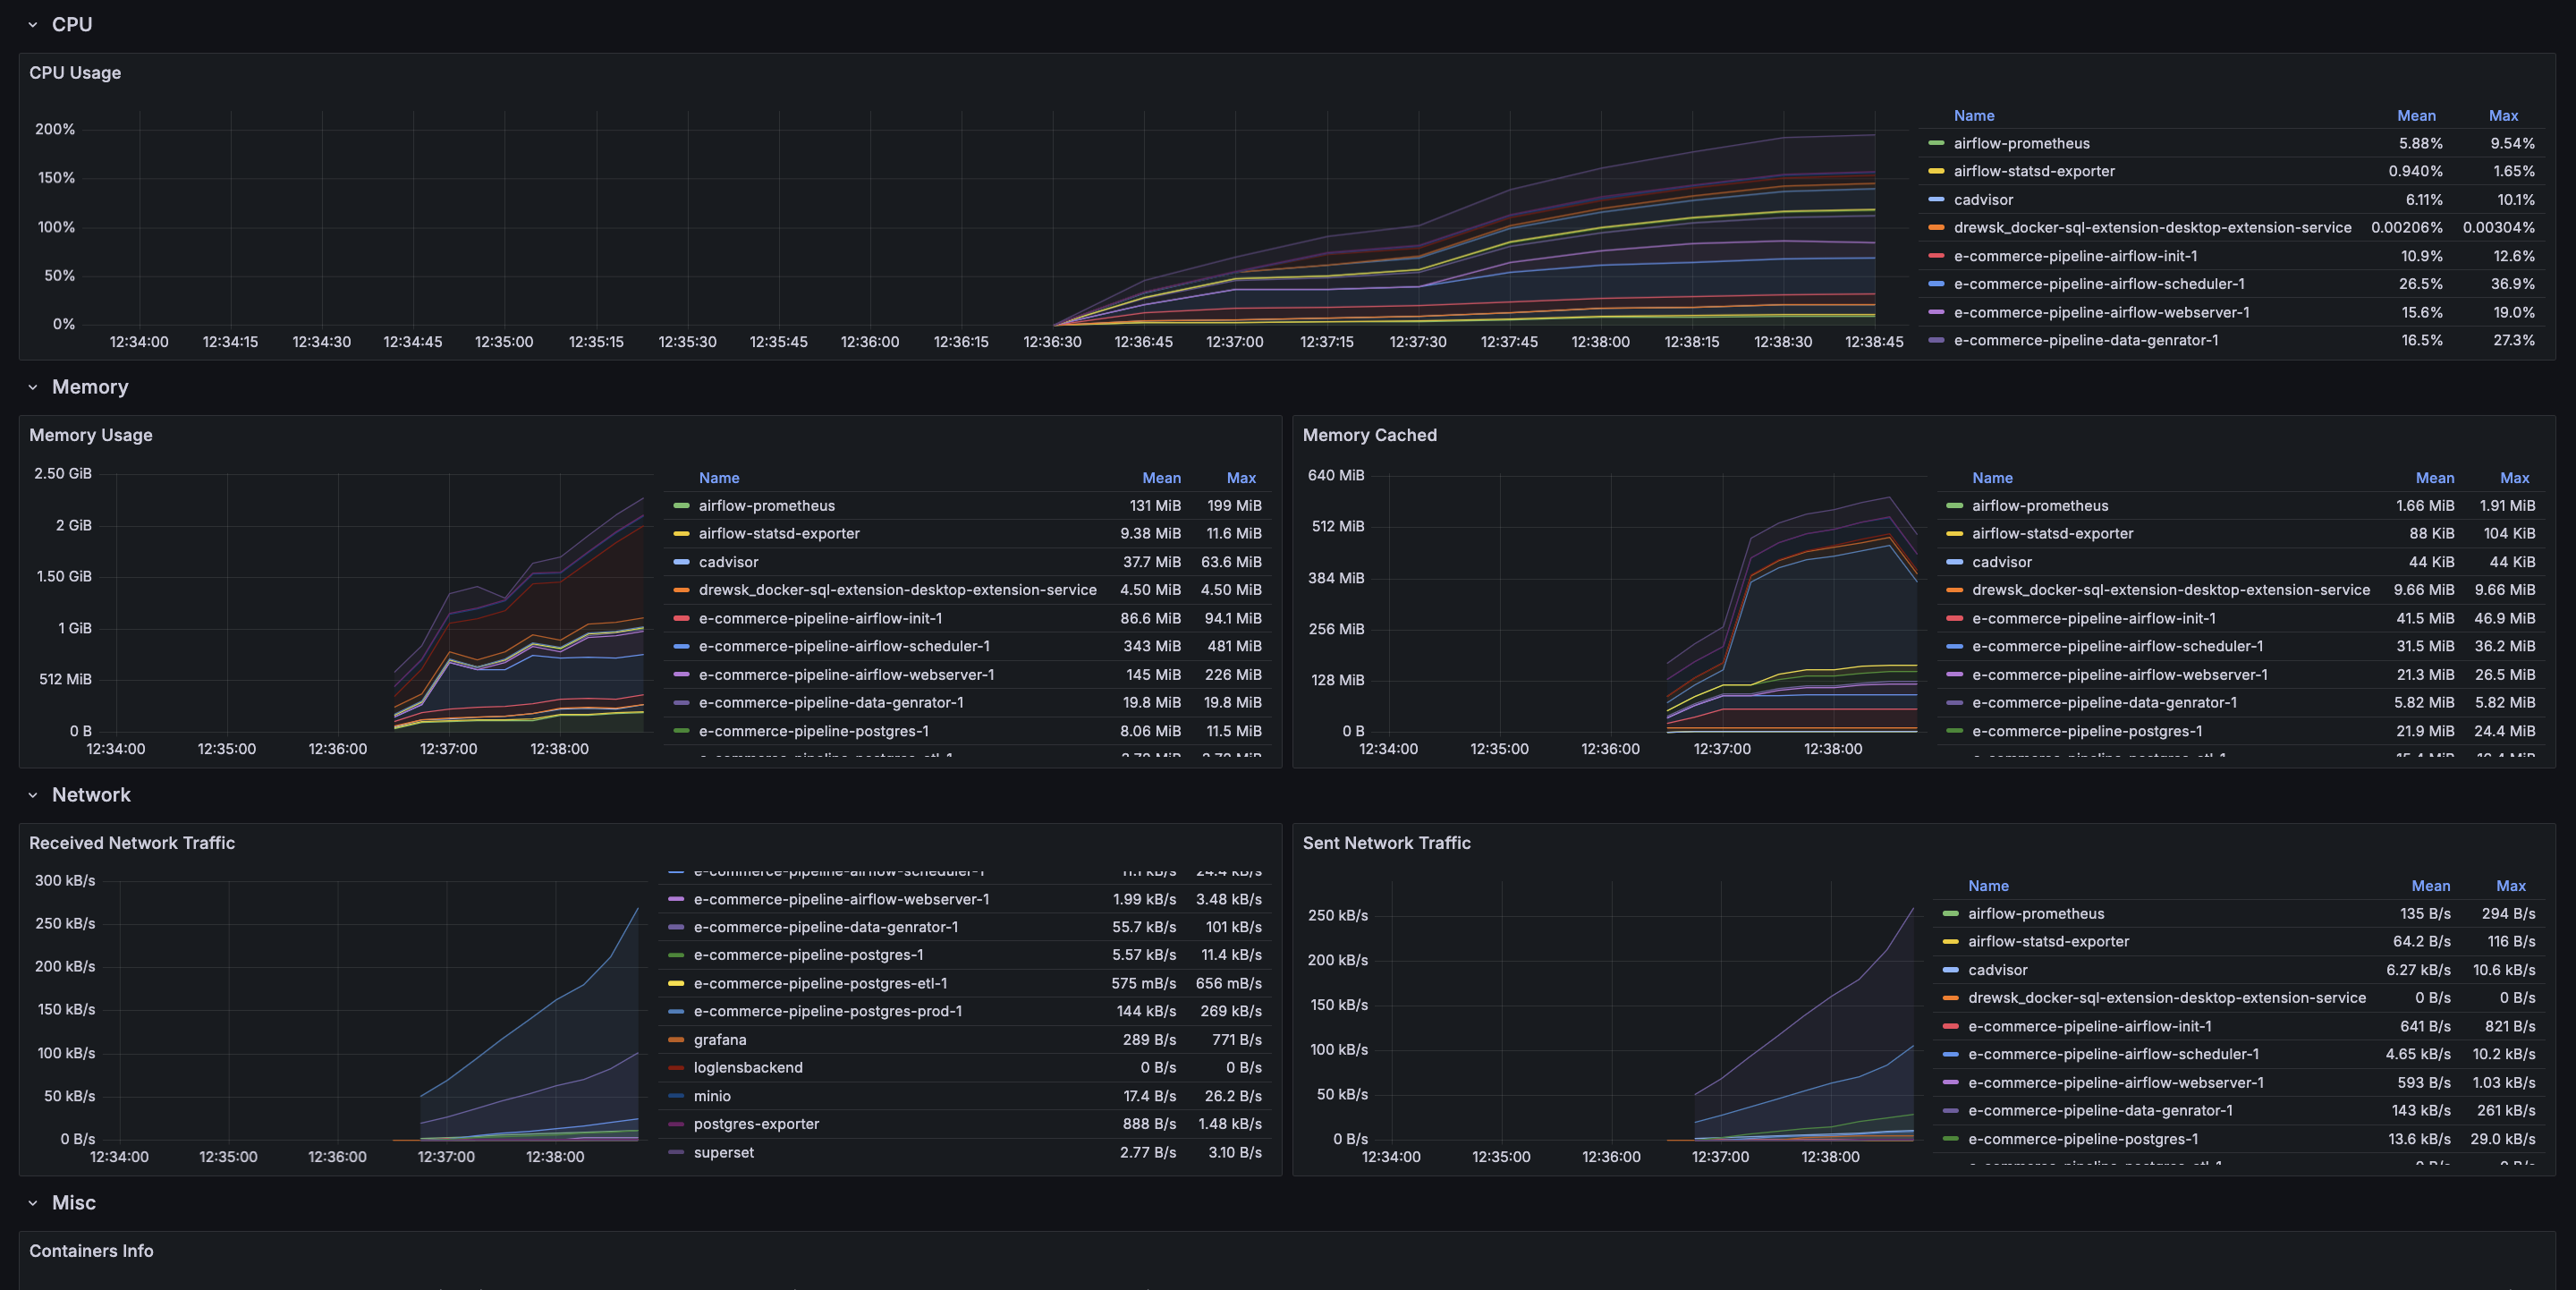 CPU
CPU Usage
200%
150%
100%
50%
0%
12:34:00 12:34:15 12:34:30 12:34:45 12:35:00 12:35:15 12:35:30 12:35:45 12:36:00 12:36:15 12:36:30 12:36:45 12:37:00 12:37:15 12:37:30 12:37:45 12:38:00 12:38:15 12:38:30 12:38:45
Name Mean Max
airflow-prometheus 5.88% 9.54%
airflow-statsd-exporter 0.940% 1.65%
cadvisor 6.11% 10.1%
drewsk_docker-sql-extension-desktop-extension-service 0.00206% 0.00304%
e-commerce-pipeline-airflow-init-1 10.9% 12.6%
e-commerce-pipeline-airflow-scheduler-1 26.5% 36.9%
e-commerce-pipeline-airflow-webserver-1 15.6% 19.0%
e-commerce-pipeline-data-genrator-1 16.5% 27.3%
Memory
Memory Usage
2.50 GiB
2 GiB
1.50 GiB
1 GiB
512 MiB
0 B
12:34:00 12:35:00 12:36:00 12:37:00 12:38:00
Name Mean Max
airflow-prometheus 131 MiB 199 MiB
airflow-statsd-exporter 9.38 MiB 11.6 MiB
cadvisor 37.7 MiB 63.6 MiB
drewsk_docker-sql-extension-desktop-extension-service 4.50 MiB 4.50 MiB
e-commerce-pipeline-airflow-init-1 86.6 MiB 94.1 MiB
e-commerce-pipeline-airflow-scheduler-1 343 MiB 481 MiB
e-commerce-pipeline-airflow-webserver-1 145 MiB 226 MiB
e-commerce-pipeline-data-genrator-1 19.8 MiB 19.8 MiB
e-commerce-pipeline-postgres-1 8.06 MiB 11.5 MiB
Memory Cached
640 MiB
512 MiB
384 MiB
256 MiB
128 MiB
0 B
12:34:00 12:35:00 12:36:00 12:37:00 12:38:00
Name Mean Max
airflow-prometheus 1.66 MiB 1.91 MiB
airflow-statsd-exporter 88 KiB 104 KiB
cadvisor 44 KiB 44 KiB
drewsk_docker-sql-extension-desktop-extension-service 9.66 MiB 9.66 MiB
e-commerce-pipeline-airflow-init-1 41.5 MiB 46.9 MiB
e-commerce-pipeline-airflow-scheduler-1 31.5 MiB 36.2 MiB
e-commerce-pipeline-airflow-webserver-1 21.3 MiB 26.5 MiB
e-commerce-pipeline-data-genrator-1 5.82 MiB 5.82 MiB
e-commerce-pipeline-postgres-1 21.9 MiB 24.4 MiB
Network
Received Network Traffic
300 kB/s
250 kB/s
200 kB/s
150 kB/s
100 kB/s
50 kB/s
0 B/s
12:34:00 12:35:00 12:36:00 12:37:00 12:38:00
e-commerce-pipeline-airflow-scheduler-1
e-commerce-pipeline-airflow-webserver-1 1.99 kB/s 3.48 kB/s
e-commerce-pipeline-data-genrator-1 55.7 kB/s 101 kB/s
e-commerce-pipeline-postgres-1 5.57 kB/s 11.4 kB/s
e-commerce-pipeline-postgres-etl-1 575 mB/s 656 mB/s
e-commerce-pipeline-postgres-prod-1 144 kB/s 269 kB/s
grafana 289 B/s 771 B/s
loglensbackend 0 B/s 0 B/s
minio 17.4 B/s 26.2 B/s
postgres-exporter 888 B/s 1.48 kB/s
superset 2.77 B/s 3.10 B/s
Sent Network Traffic
250 kB/s
200 kB/s
150 kB/s
100 kB/s
50 kB/s
0 B/s
12:34:00 12:35:00 12:36:00 12:37:00 12:38:00
Name Mean Max
airflow-prometheus 135 B/s 294 B/s
airflow-statsd-exporter 64.2 B/s 116 B/s
cadvisor 6.27 kB/s 10.6 kB/s
drewsk_docker-sql-extension-desktop-extension-service 0 B/s 0 B/s
e-commerce-pipeline-airflow-init-1 641 B/s 821 B/s
e-commerce-pipeline-airflow-scheduler-1 4.65 kB/s 10.2 kB/s
e-commerce-pipeline-airflow-webserver-1 593 B/s 1.03 kB/s
e-commerce-pipeline-data-genrator-1 143 kB/s 261 kB/s
e-commerce-pipeline-postgres-1 13.6 kB/s 29.0 kB/s
Misc
Containers Info